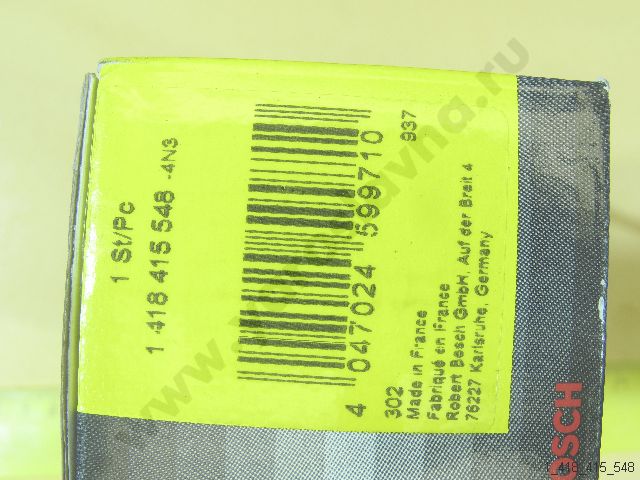 1 St/Pc
1 418 415 548 -4N3
4 047024 599710
302 937
Made in France
Fabriqué en France
Robert Bosch GmbH, Auf der Breit 4
76227 Karlsruhe, Germany
BOSCH
1_418_415_548